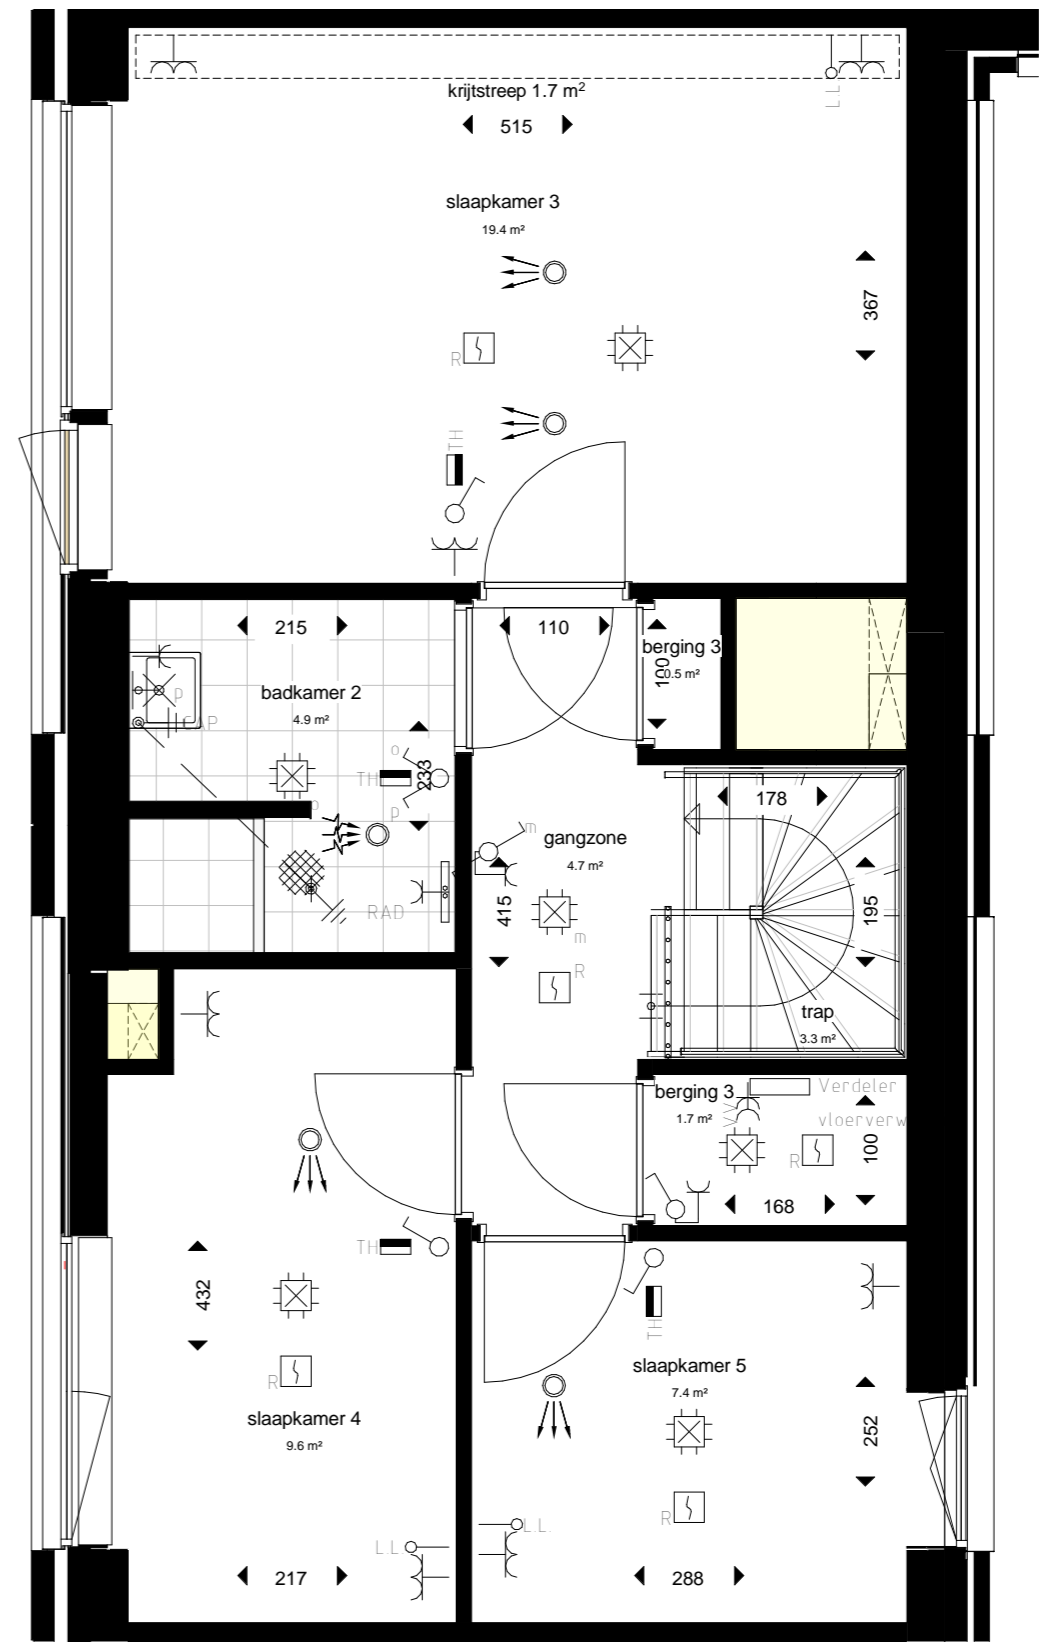 L.L.
krijtstreep 1.7 m²
515
slaapkamer 3
19.4 m²
367
R
TH
215
110
berging 3
100
0.5 m²
badkamer 2
4.9 m²
p
CAP
o
TH
233
p
178
m
gangzone
4.7 m²
415
195
RAD
m
R
trap
3.3 m²
berging 3
1.7 m²
Verdeler
vloerverw
VV
100
R
168
TH
432
TH
slaapkamer 5
7.4 m²
R
slaapkamer 4
9.6 m²
252
R
L.L.
L.L.
217
288